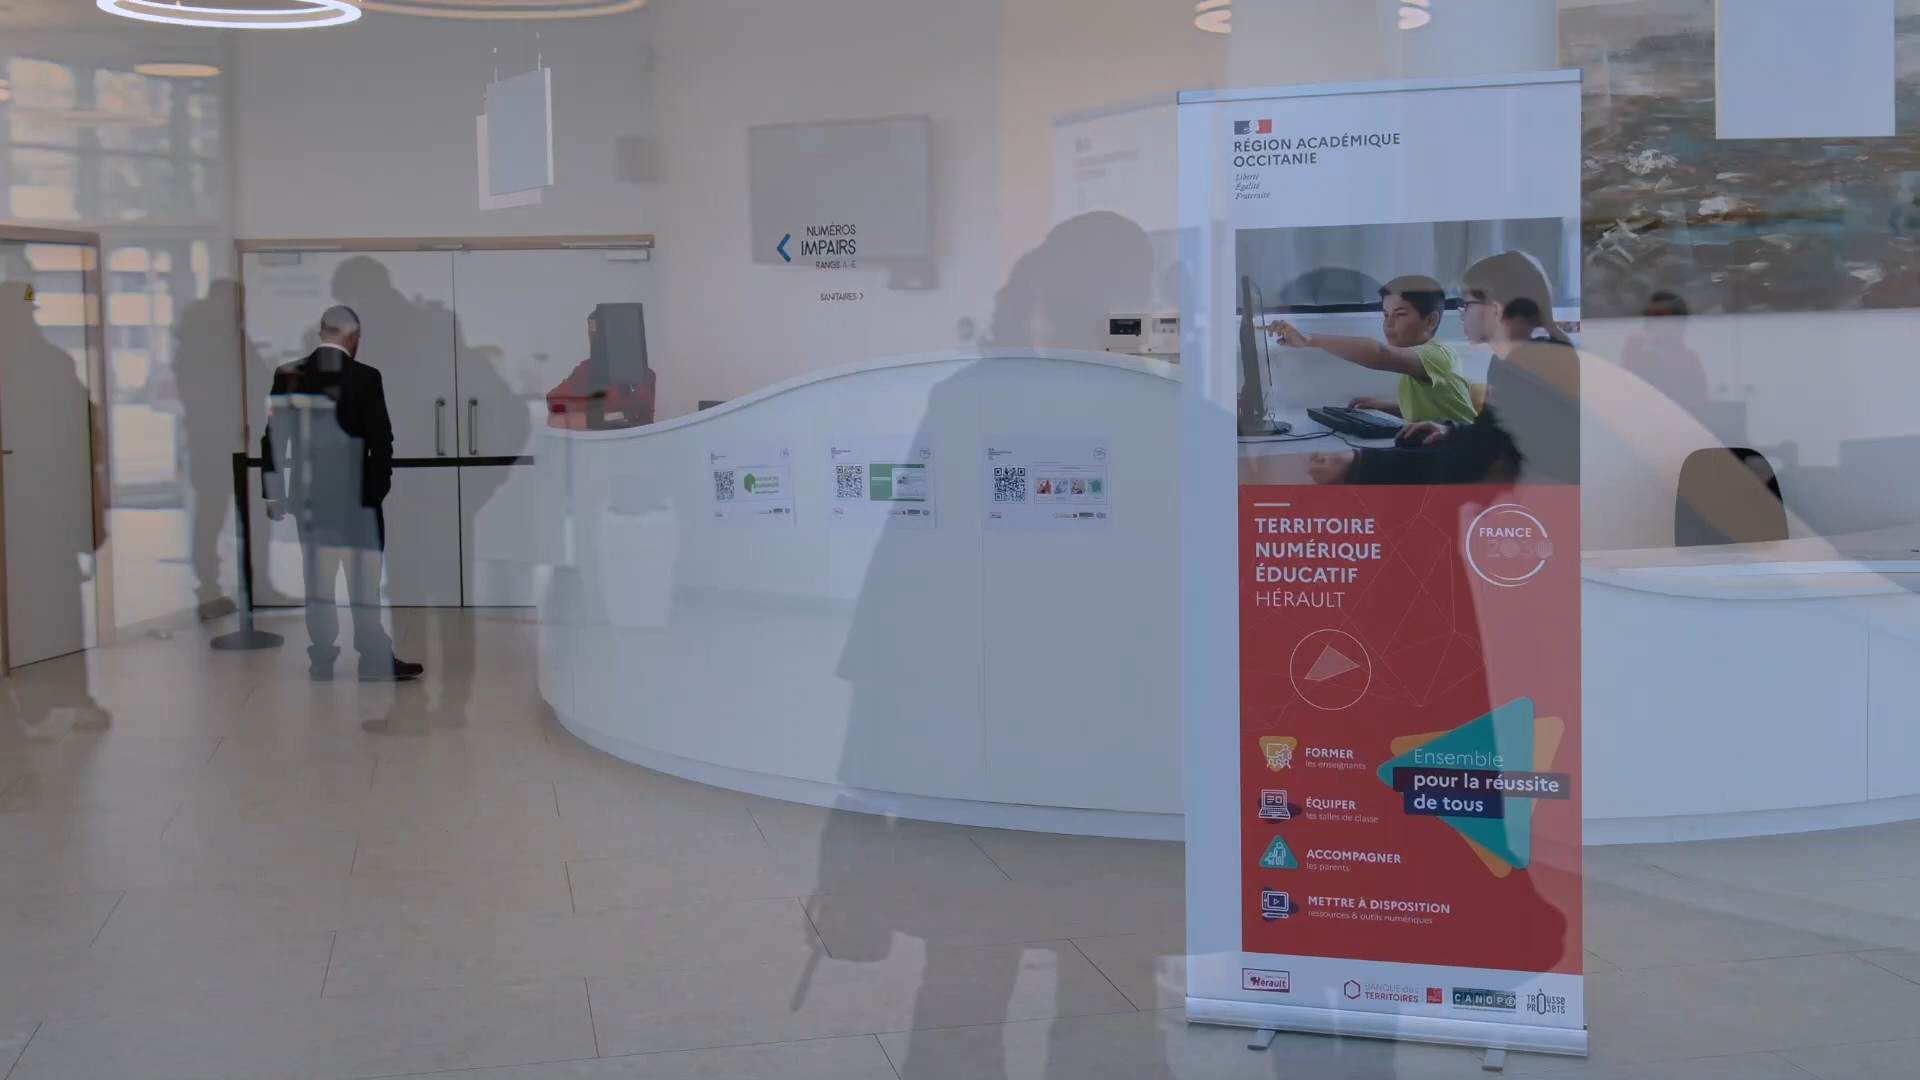 NUMÉROS
IMPAIRS
RANGS A-E
SANITAIRES >
RÉGION ACADÉMIQUE
OCCITANIE
Liberté
Égalité
Fraternité
TERRITOIRE
NUMÉRIQUE
ÉDUCATIF
HÉRAULT
FRANCE
2030
FORMER
les enseignants
ÉQUIPER
les salles de classe
ACCOMPAGNER
les parents
METTRE À DISPOSITION
ressources & outils numériques
Ensemble
pour la réussite
de tous
Hérault
BANQUE des
TERRITOIRES
CANOPÉ
TROUSSE
PROJETS